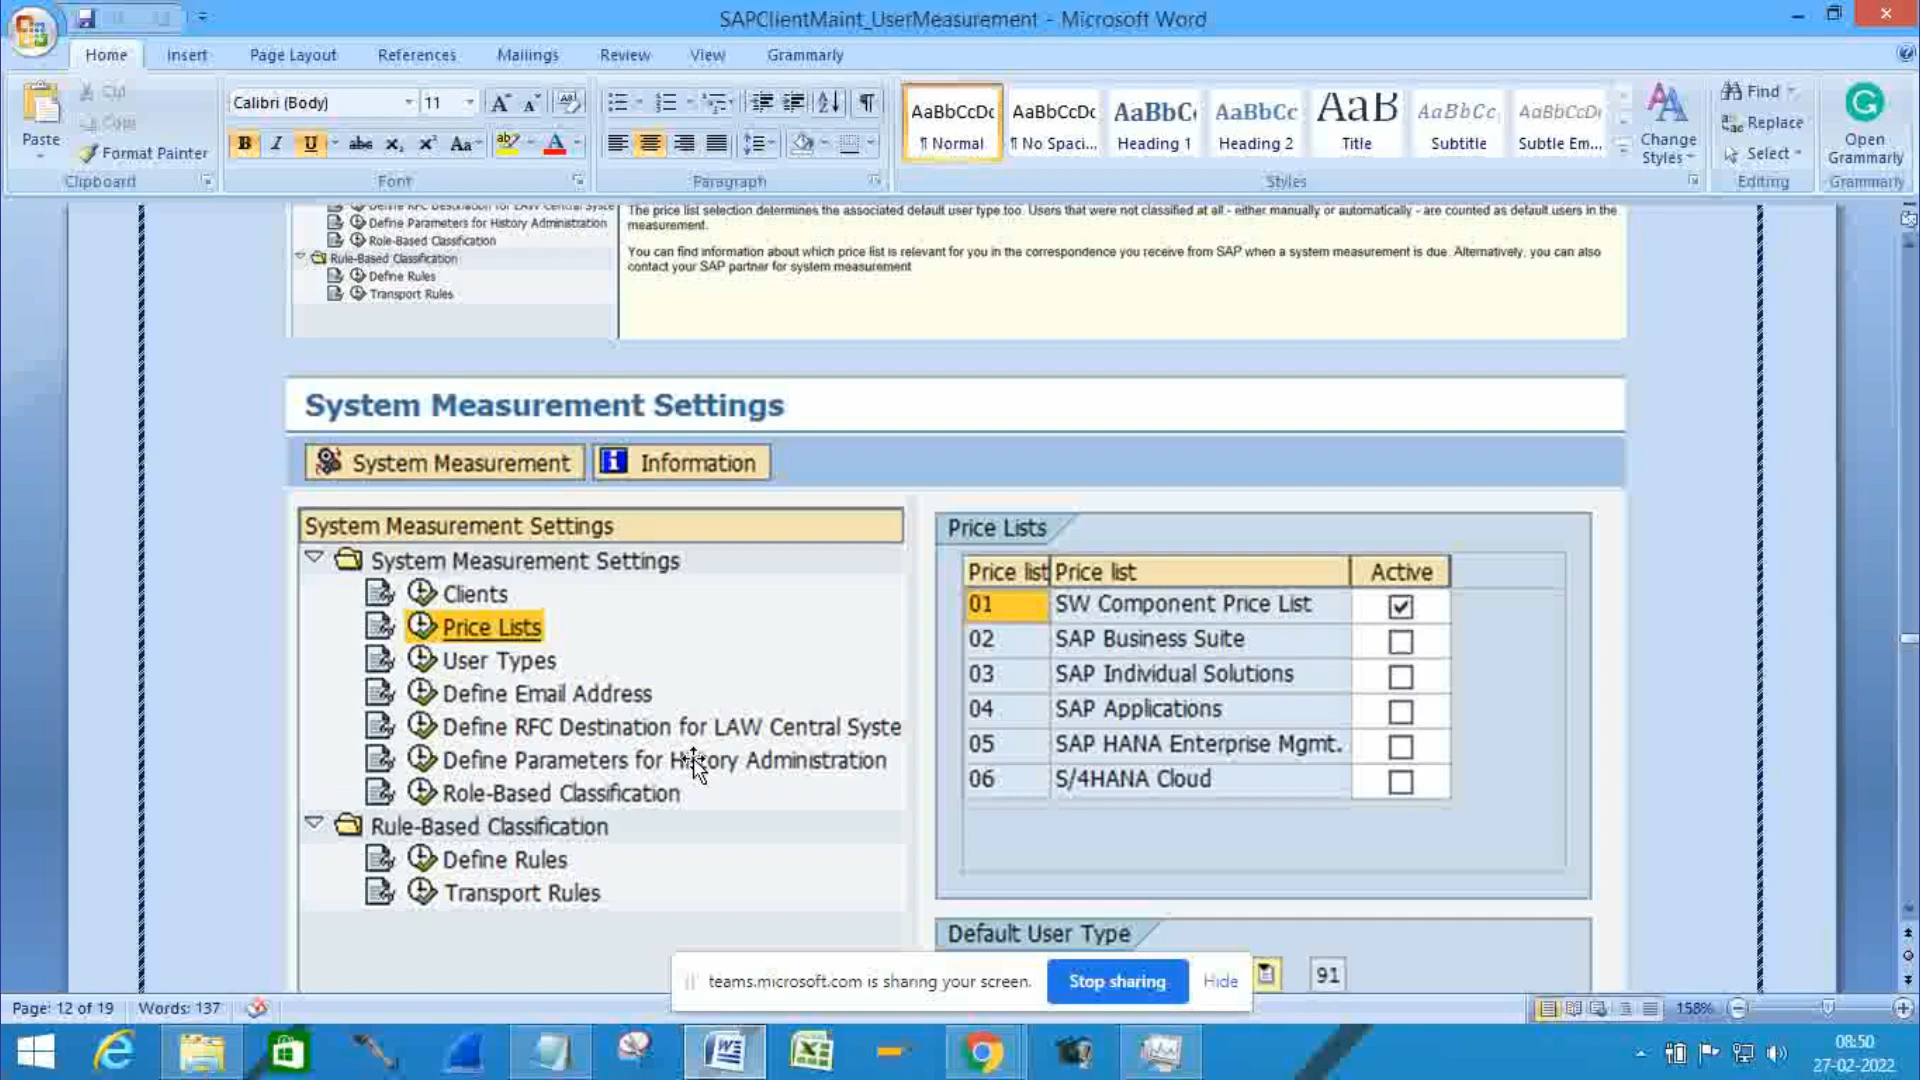 SAPClientMaint_UserMeasurement - Microsoft Word
Home Insert Page Layout References Mailings Review View Grammarly
Paste
Cut
Copy
Format Painter
Clipboard
Calibri (Body) 11
Font
Paragraph
AaBbCcDc AaBbCcDc AaBbC AaBbCc AaB AaBbCc. AaBbCcDi
¶ Normal ¶ No Spaci... Heading 1 Heading 2 Title Subtitle Subtle Em...
Styles
Change Styles
Find
Replace
Select
Editing
Open Grammarly
Grammarly
Define RFC Destination for LAW Central Syste
Define Parameters for History Administration
Role-Based Classification
Rule-Based Classification
Define Rules
Transport Rules
The price list selection determines the associated default user type too. Users that were not classified at all - either manually or automatically - are counted as default users in the
measurement.
You can find information about which price list is relevant for you in the correspondence you receive from SAP when a system measurement is due. Alternatively, you can also
contact your SAP partner for system measurement
System Measurement Settings
System Measurement Information
System Measurement Settings
System Measurement Settings
Clients
Price Lists
User Types
Define Email Address
Define RFC Destination for LAW Central Syste
Define Parameters for History Administration
Role-Based Classification
Rule-Based Classification
Define Rules
Transport Rules
Price Lists
Price list Price list Active
01 SW Component Price List
02 SAP Business Suite
03 SAP Individual Solutions
04 SAP Applications
05 SAP HANA Enterprise Mgmt.
06 S/4HANA Cloud
Default User Type
91
teams.microsoft.com is sharing your screen. Stop sharing Hide
Page: 12 of 19 Words: 137 158%
08:50
27-02-2022